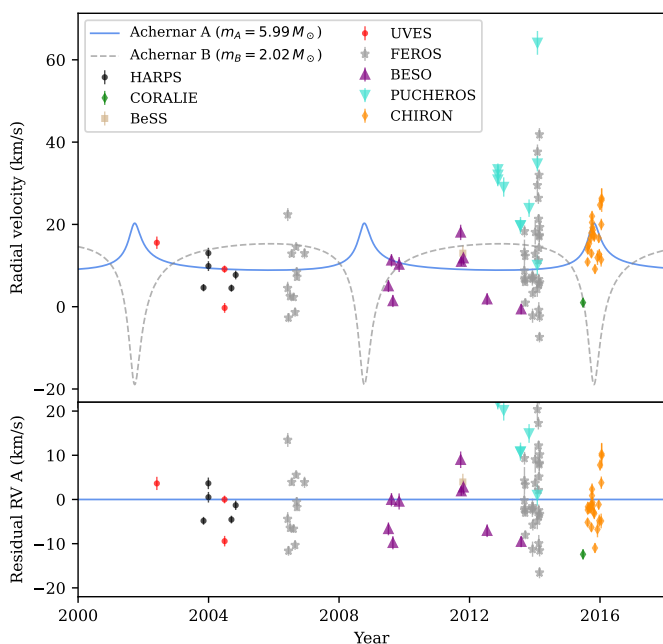 Achernar A (m_A = 5.99 M_⊙)
Achernar B (m_B = 2.02 M_⊙)
HARPS
CORALIE
BeSS
UVES
FEROS
BESO
PUCHEROS
CHIRON
Radial velocity (km/s)
60
40
20
0
−20
Residual RV A (km/s)
20
10
0
−10
−20
2000
2004
2008
2012
2016
Year